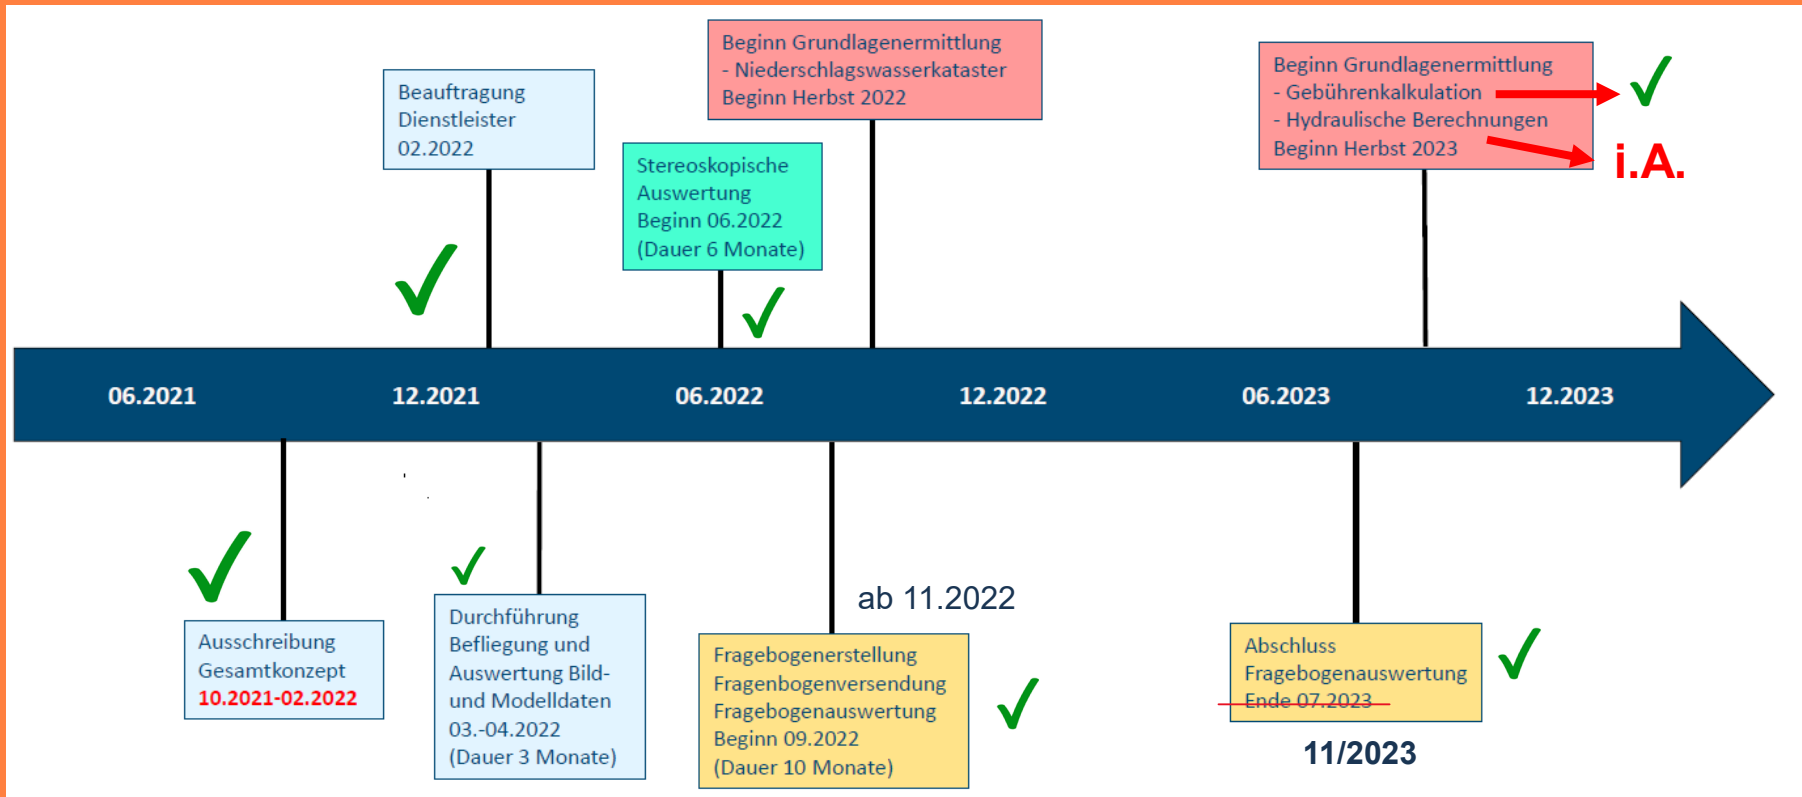 Beauftragung
Dienstleister
02.2022
Stereoskopische
Auswertung
Beginn 06.2022
(Dauer 6 Monate)
Beginn Grundlagenermittlung
- Niederschlagswasserkataster
Beginn Herbst 2022
Beginn Grundlagenermittlung
- Gebührenkalkulation
- Hydraulische Berechnungen
Beginn Herbst 2023
i.A.
06.2021
12.2021
06.2022
12.2022
06.2023
12.2023
Ausschreibung
Gesamtkonzept
10.2021-02.2022
Durchführung
Befliegung und
Auswertung Bild-
und Modelldaten
03.-04.2022
(Dauer 3 Monate)
ab 11.2022
Fragebogenerstellung
Fragenbogenversendung
Fragebogenauswertung
Beginn 09.2022
(Dauer 10 Monate)
Abschluss
Fragebogenauswertung
Ende 07.2023
11/2023